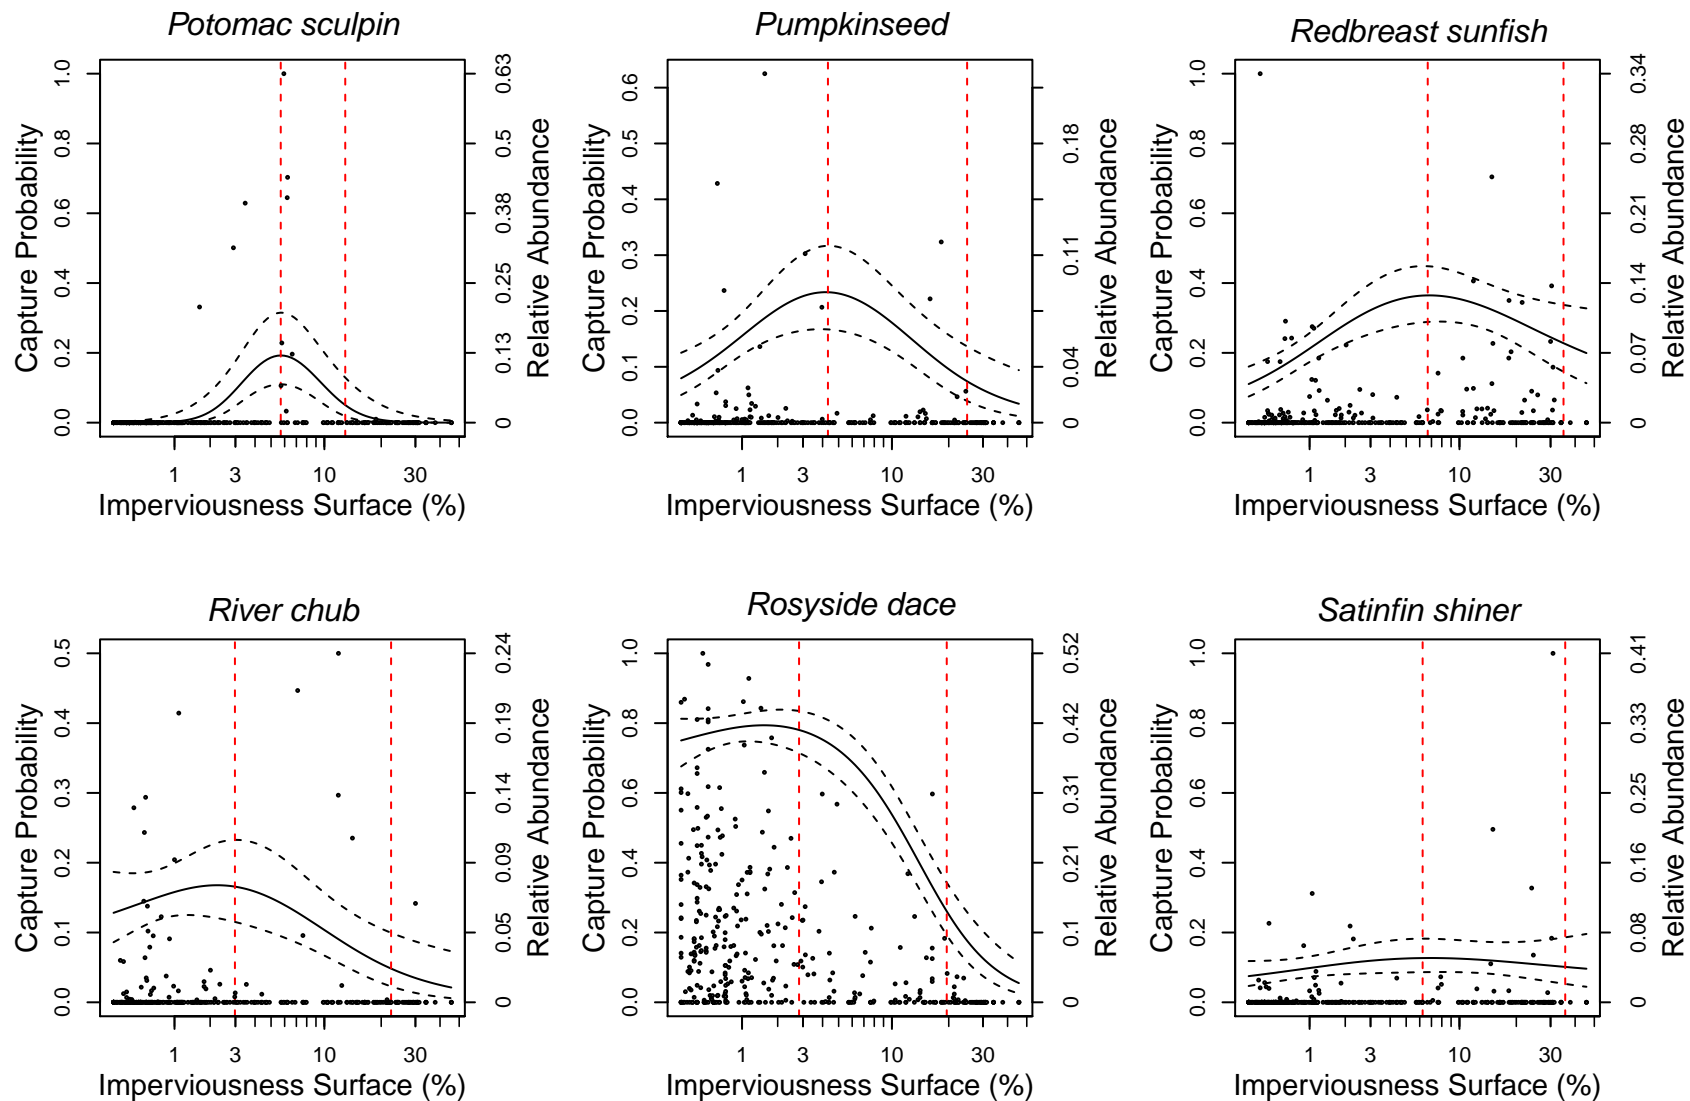 Potomac sculpin
Capture Probability
0.0 0.2 0.4 0.6 0.8 1.0
0 0.13 0.25 0.38 0.5 0.63
Relative Abundance
1 3 10 30
Imperviousness Surface (%)
Pumpkinseed
Capture Probability
0.0 0.1 0.2 0.3 0.4 0.5 0.6
0 0.04 0.11 0.18
Relative Abundance
1 3 10 30
Imperviousness Surface (%)
Redbreast sunfish
Capture Probability
0.0 0.2 0.4 0.6 0.8 1.0
0 0.07 0.14 0.21 0.28 0.34
Relative Abundance
1 10 30
Imperviousness Surface (%)
River chub
Capture Probability
0.0 0.1 0.2 0.3 0.4 0.5
0 0.05 0.09 0.14 0.19 0.24
Relative Abundance
1 3 10 30
Imperviousness Surface (%)
Rosyside dace
Capture Probability
0.0 0.2 0.4 0.6 0.8 1.0
0 0.1 0.21 0.31 0.42 0.52
Relative Abundance
1 3 10 30
Imperviousness Surface (%)
Satinfin shiner
Capture Probability
0.0 0.2 0.4 0.6 0.8 1.0
0 0.08 0.16 0.25 0.33 0.41
Relative Abundance
1 10 30
Imperviousness Surface (%)